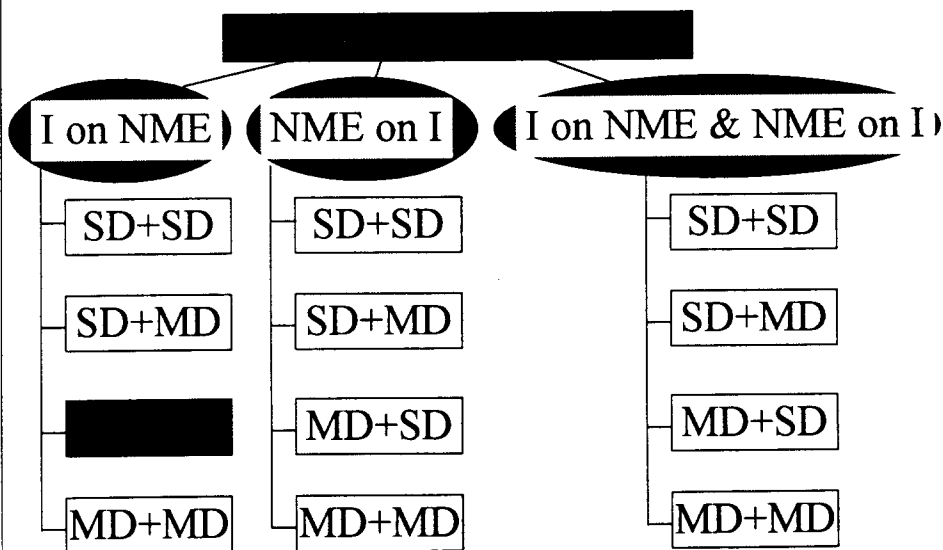 I on NME
NME on I
I on NME & NME on I
SD+SD
SD+MD
MD+MD
SD+SD
SD+MD
MD+SD
MD+MD
SD+SD
SD+MD
MD+SD
MD+MD